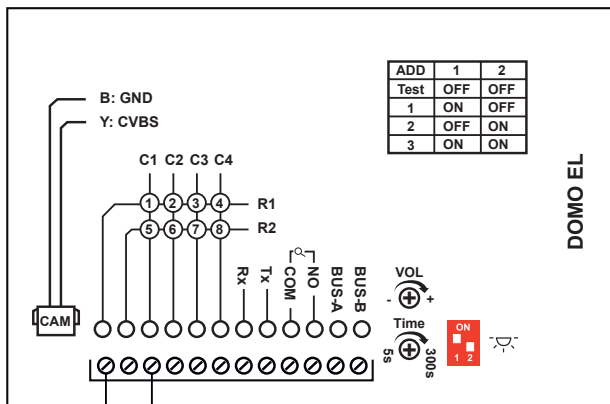 B: GND
Y: CVBS
ADD 1 2
Test OFF OFF
1 ON OFF
2 OFF ON
3 ON ON
DOMO EL
C1 C2 C3 C4
1 2 3 4 R1
5 6 7 8 R2
Rx Tx COM NO BUS-A BUS-B
VOL
- +
CAM
Time
5s 300s
ON
1 2